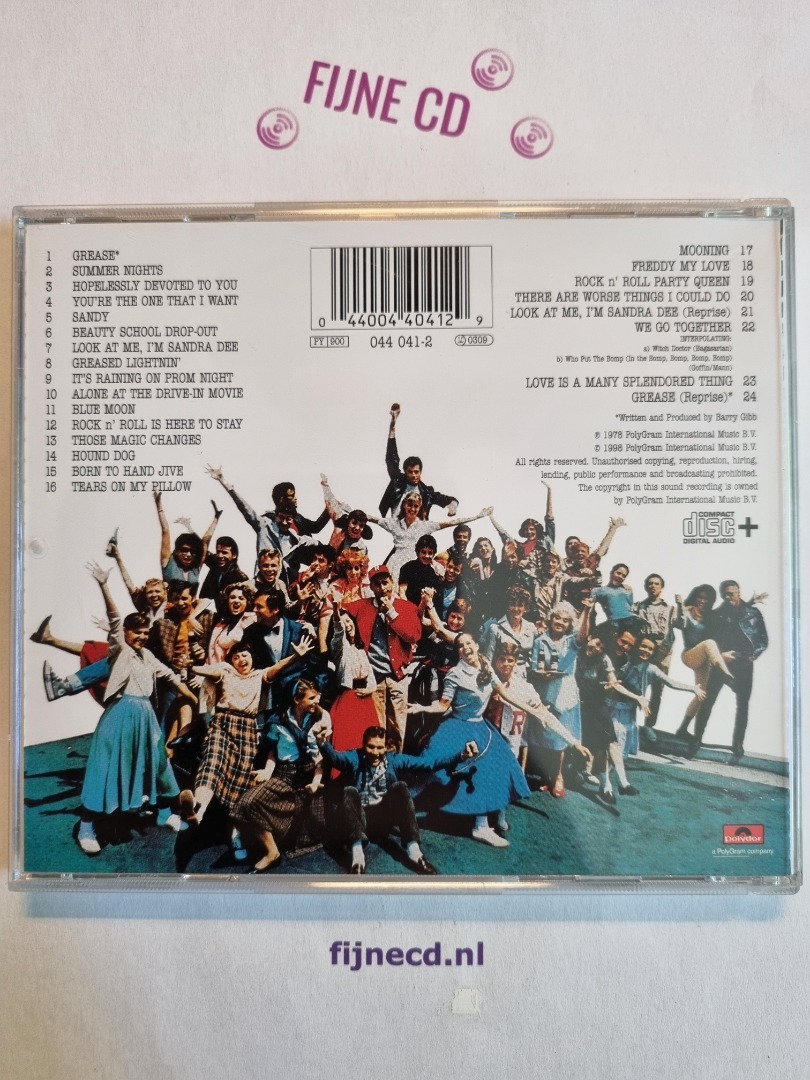 FIJNE CD
1 GREASE*
2 SUMMER NIGHTS
3 HOPELESSLY DEVOTED TO YOU
4 YOU'RE THE ONE THAT I WANT
5 SANDY
6 BEAUTY SCHOOL DROP-OUT
7 LOOK AT ME, I'M SANDRA DEE
8 GREASED LIGHTNIN'
9 IT'S RAINING ON PROM NIGHT
10 ALONE AT THE DRIVE-IN MOVIE
11 BLUE MOON
12 ROCK n' ROLL IS HERE TO STAY
13 THOSE MAGIC CHANGES
14 HOUND DOG
15 BORN TO HAND JIVE
16 TEARS ON MY PILLOW
0 44004 40412 9
PY 900 044 041-2 0309
MOONING 17
FREDDY MY LOVE 18
ROCK n' ROLL PARTY QUEEN 19
THERE ARE WORSE THINGS I COULD DO 20
LOOK AT ME, I'M SANDRA DEE (Reprise) 21
WE GO TOGETHER 22
INTERPOLATING:
a) Witch Doctor (Bagasarian)
b) Who Put The Bomp (In the Bomp, Bomp, Bomp, Bomp)
(Goffin/Mann)
LOVE IS A MANY SPLENDORED THING 23
GREASE (Reprise)* 24
*Written and Produced by Barry Gibb
℗ 1978 PolyGram International Music B.V.
© 1998 PolyGram International Music B.V.
All rights reserved. Unauthorised copying, reproduction, hiring,
lending, public performance and broadcasting prohibited.
The copyright in this sound recording is owned
by PolyGram International Music B.V.
COMPACT
disc+
DIGITAL AUDIO
R
Polydor
a PolyGram company
fijnecd.nl